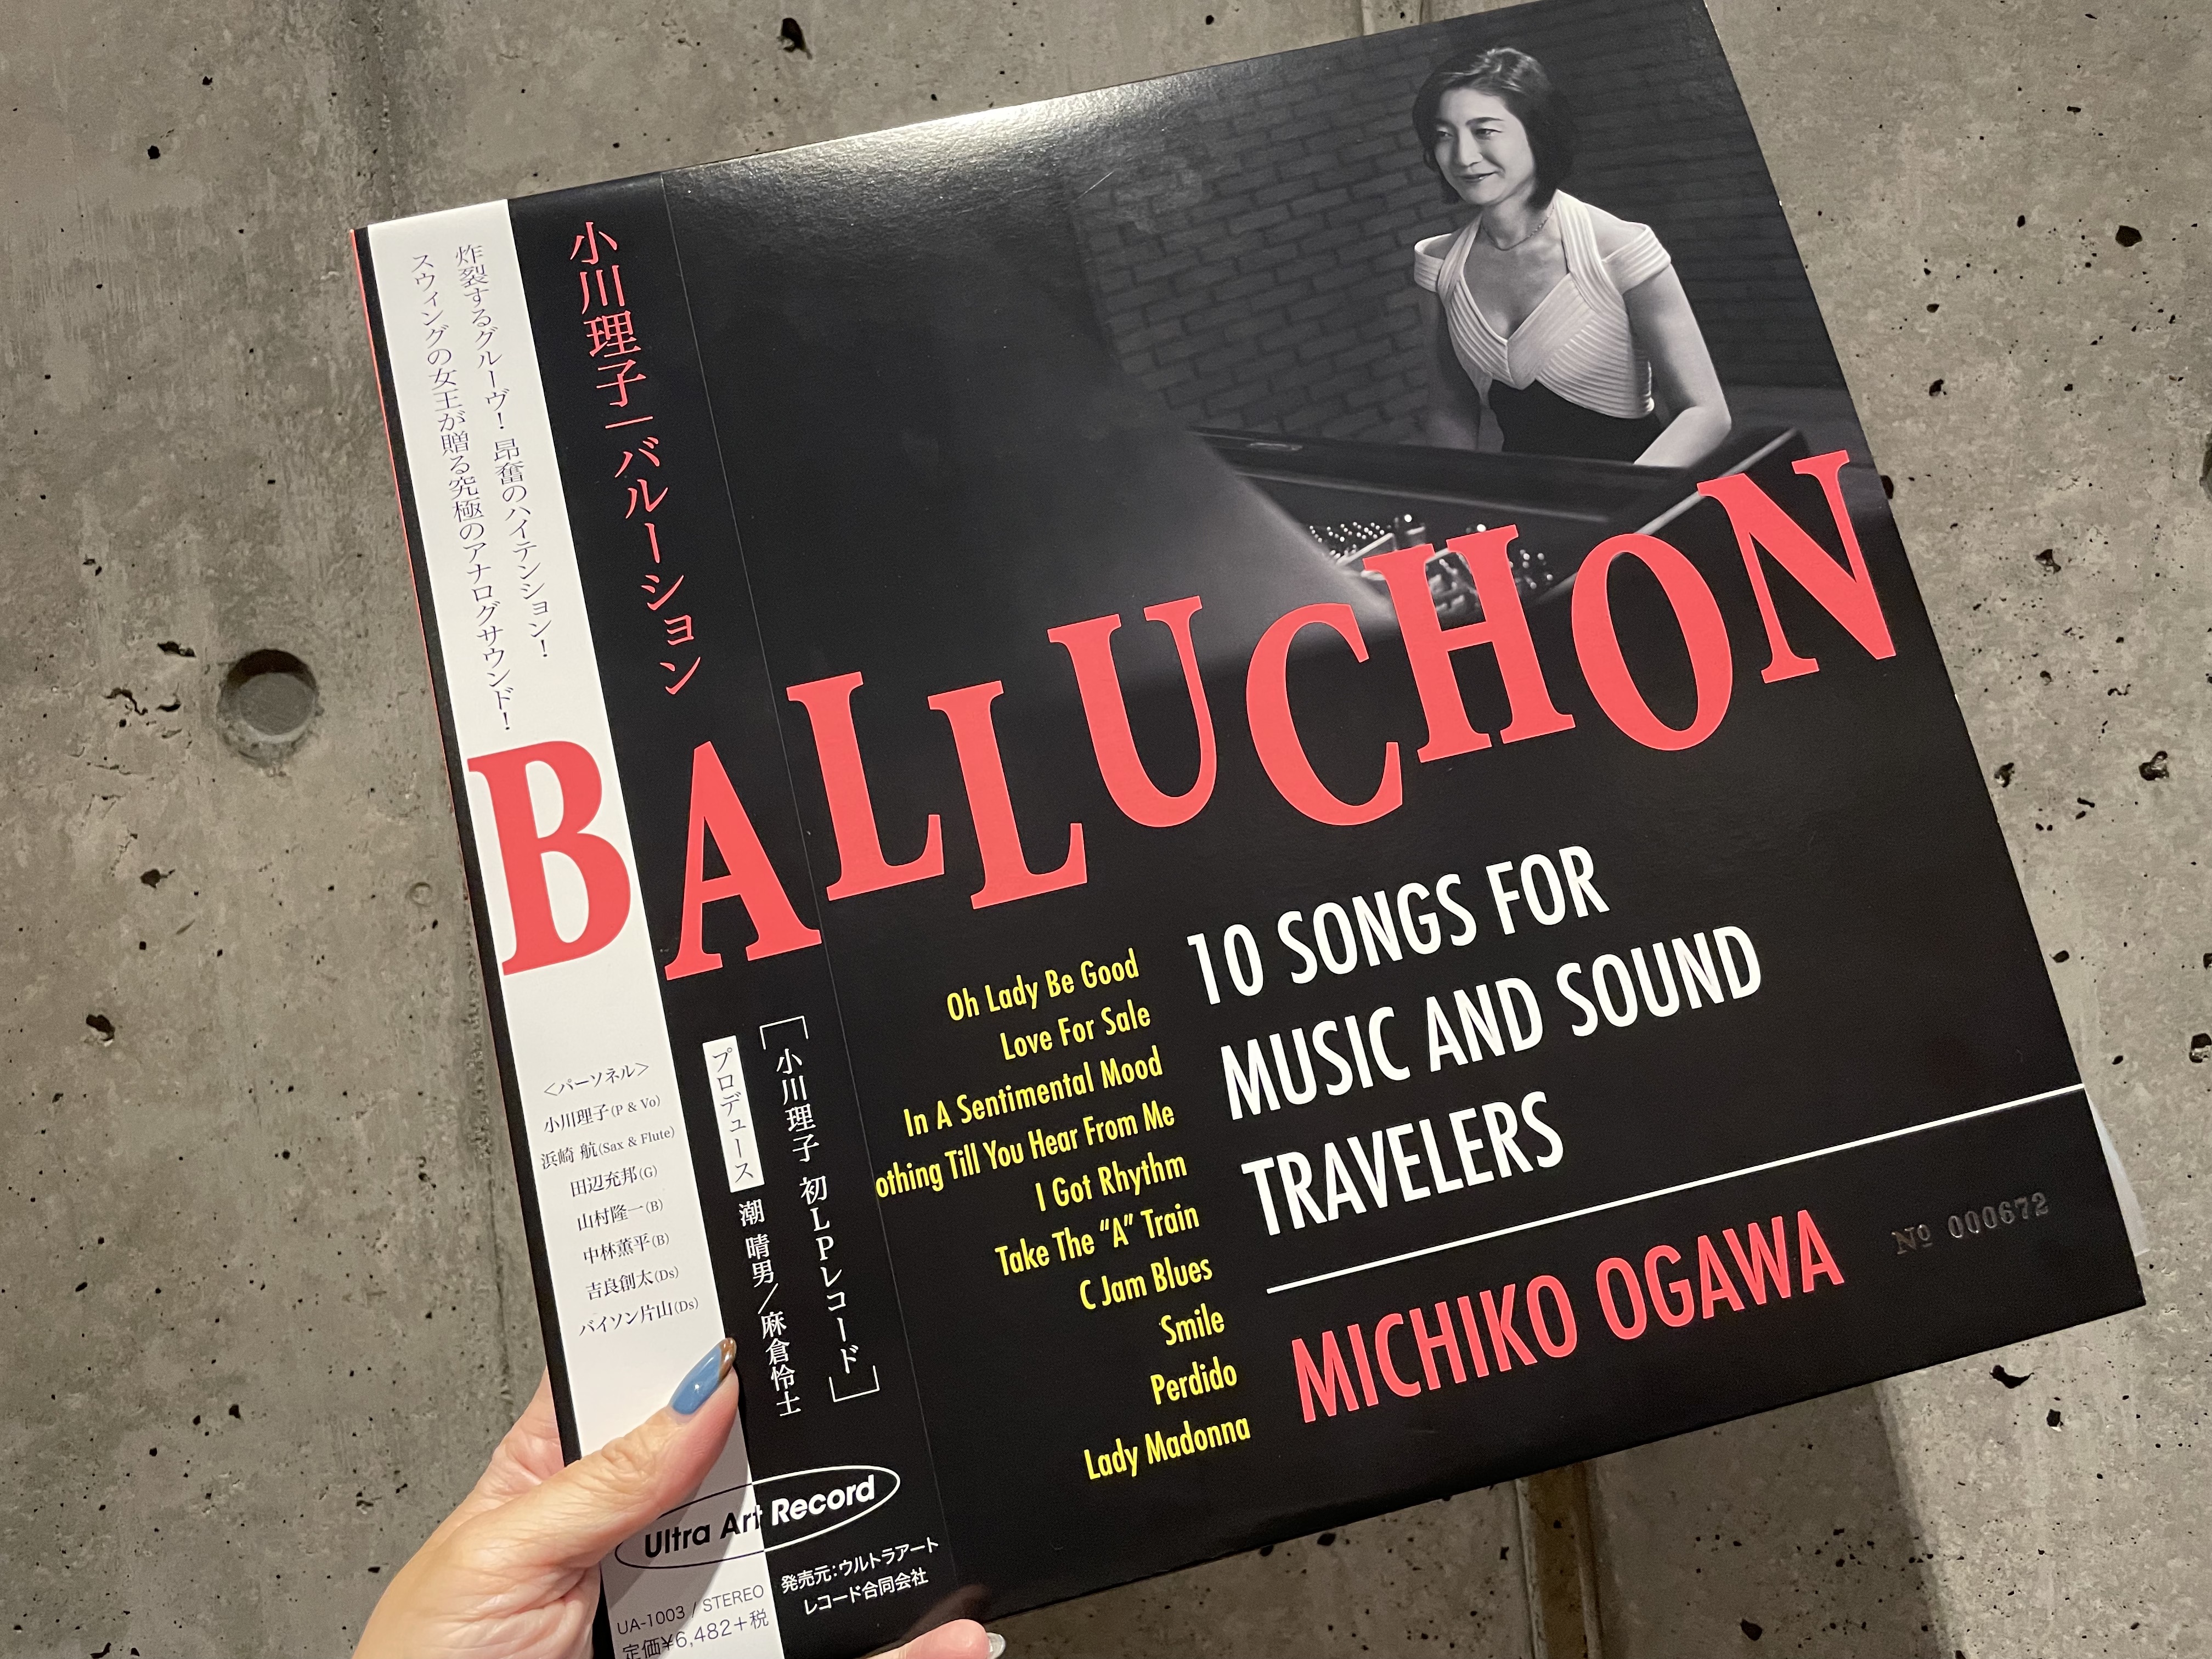 炸裂するグルーヴ！ 昂奮のハイテンション！
スウィングの女王が贈る究極のアナログサウンド！
小川理子｜バルーション
BALLUCHON
10 SONGS FOR
MUSIC AND SOUND
TRAVELERS
Oh Lady Be Good
Love For Sale
In A Sentimental Mood
othing Till You Hear From Me
I Got Rhythm
Take The “A” Train
C Jam Blues
Smile
Perdido
Lady Madonna
MICHIKO OGAWA
Nº 000672
＜パーソネル＞
小川理子(P & Vo)
浜崎 航(Sax & Flute)
田辺充邦(G)
山村隆一(B)
中林薫平(B)
吉良創太(Ds)
バイソン片山(Ds)
［小川理子 初LPレコード］
プロデュース 潮 晴男／麻倉怜士
Ultra Art Record
発売元：ウルトラアート
レコード合同会社
UA-1003 / STEREO
定価¥6,482＋税